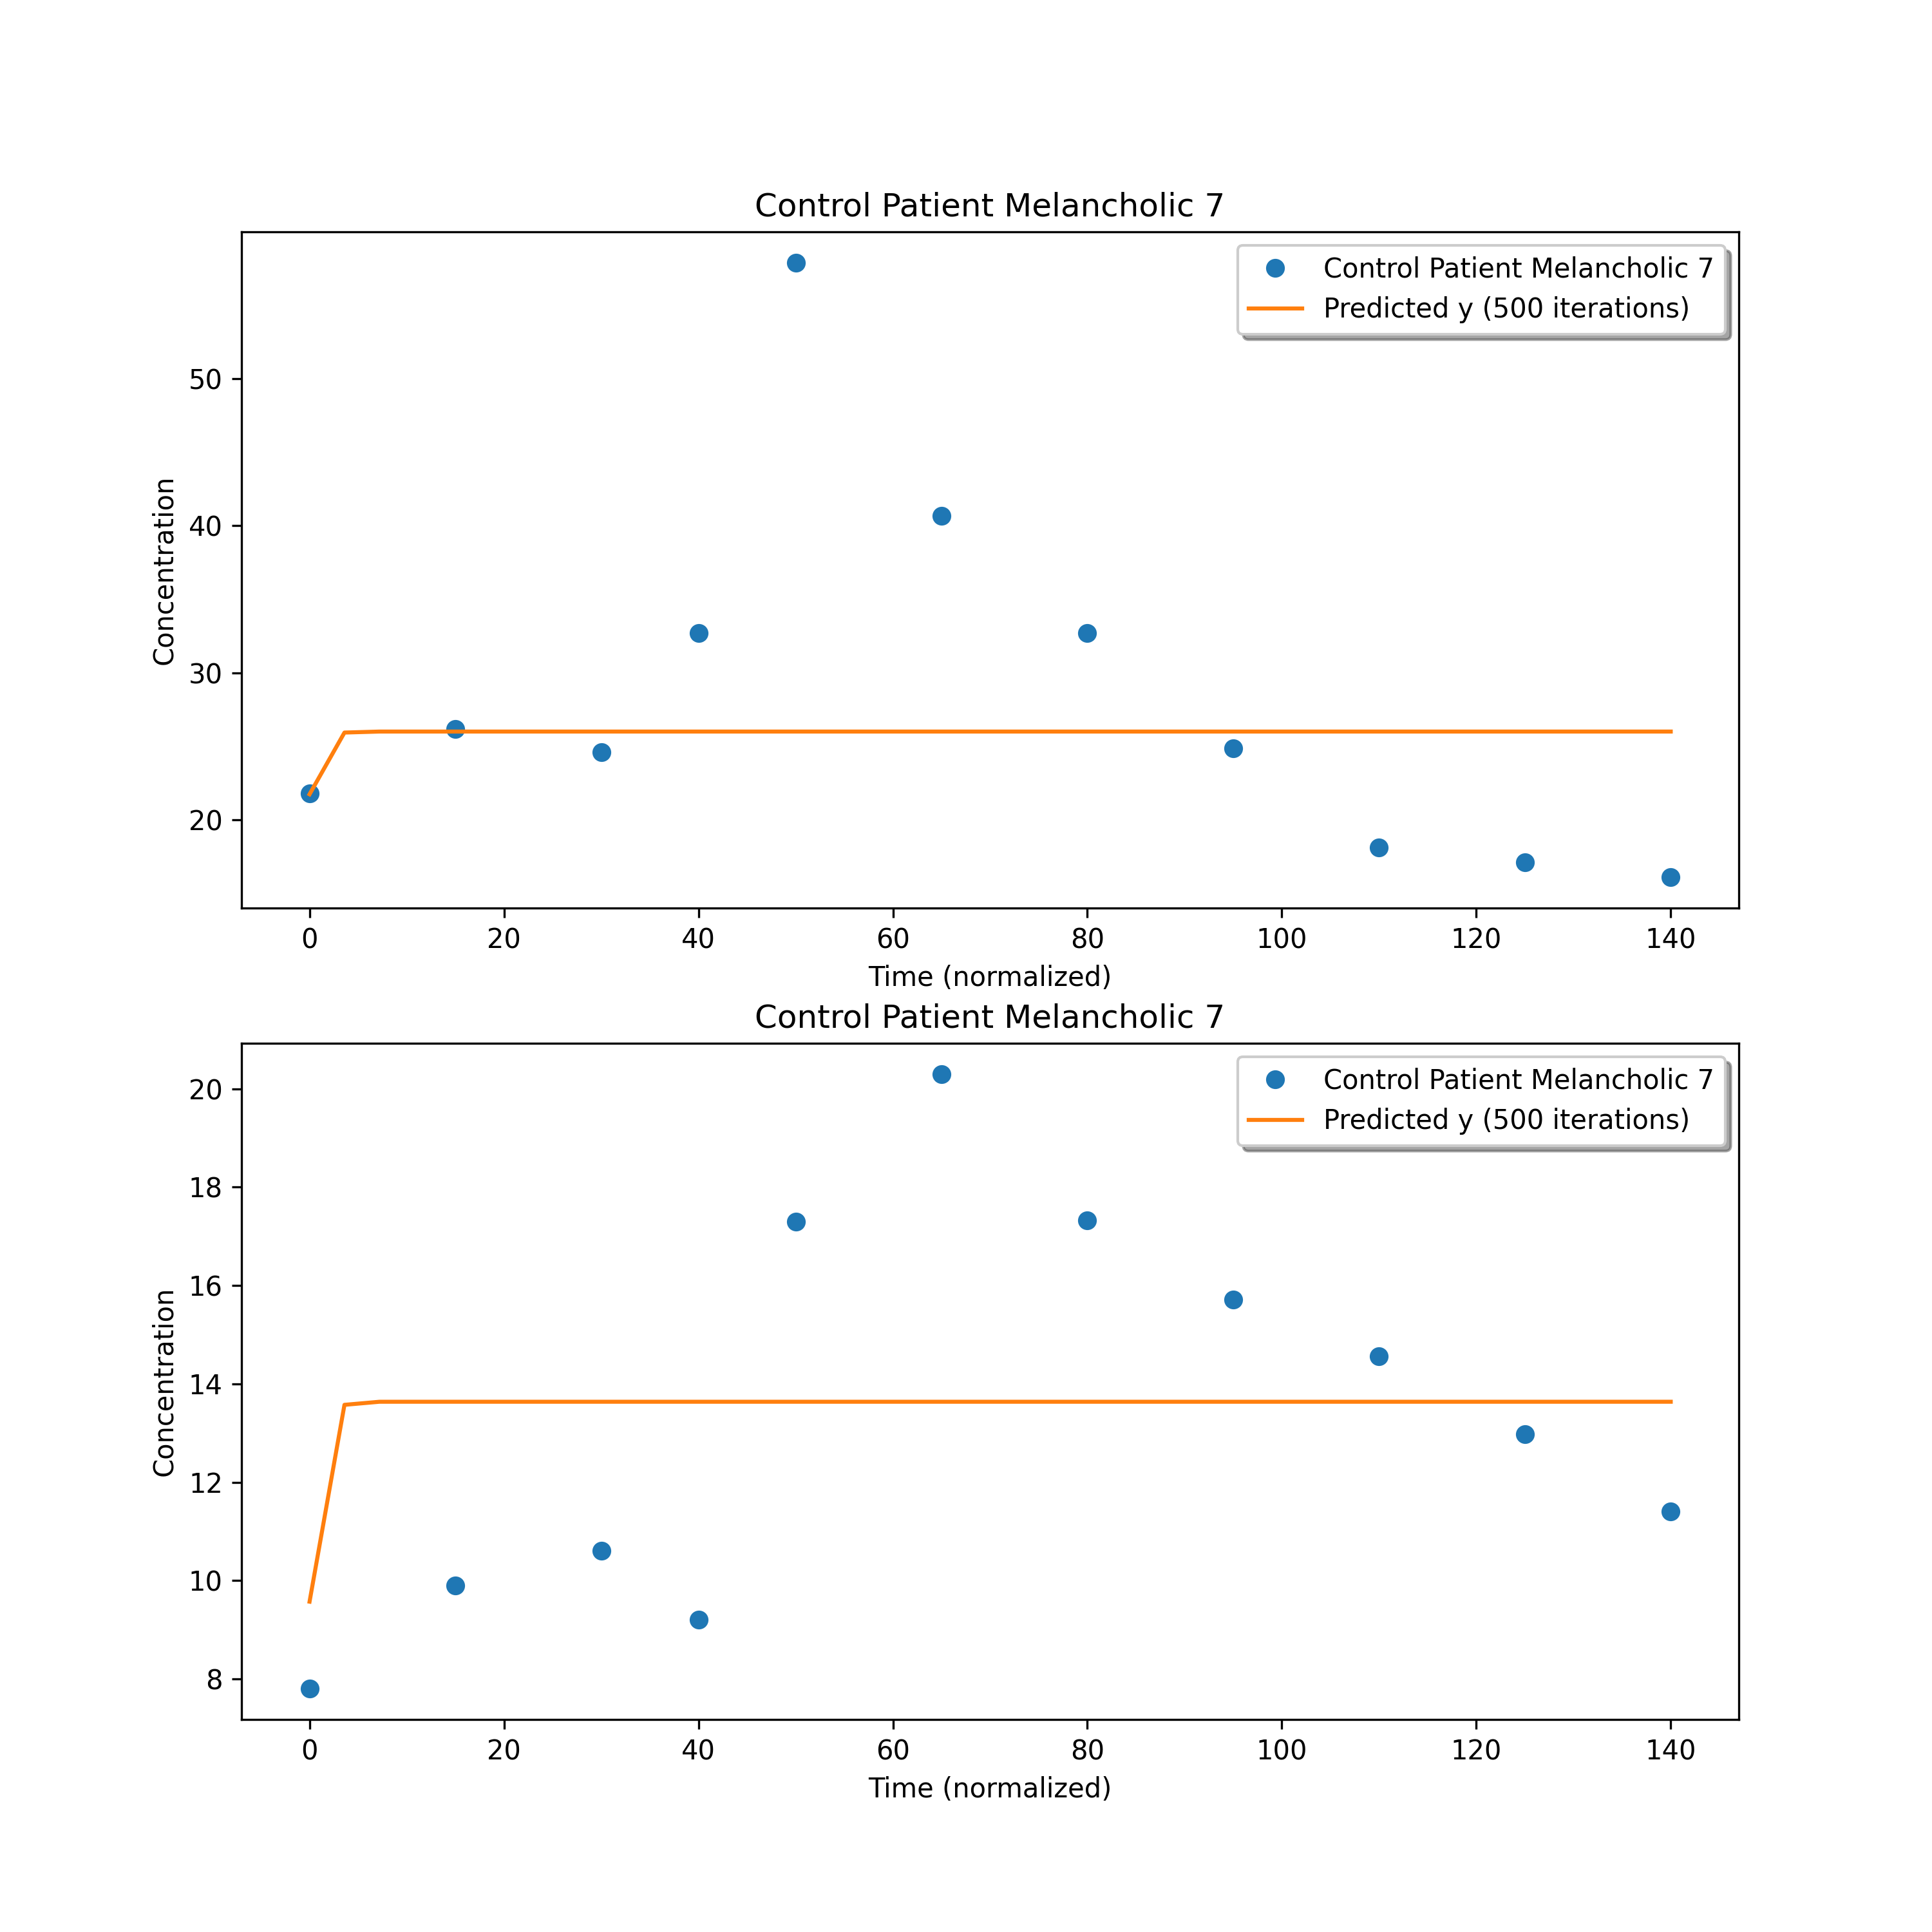 Control Patient Melancholic 7
Control Patient Melancholic 7
Predicted y (500 iterations)
50
40
30
20
Concentration
0 20 40 60 80 100 120 140
Time (normalized)
Control Patient Melancholic 7
Control Patient Melancholic 7
Predicted y (500 iterations)
20
18
16
14
12
10
8
Concentration
0 20 40 60 80 100 120 140
Time (normalized)